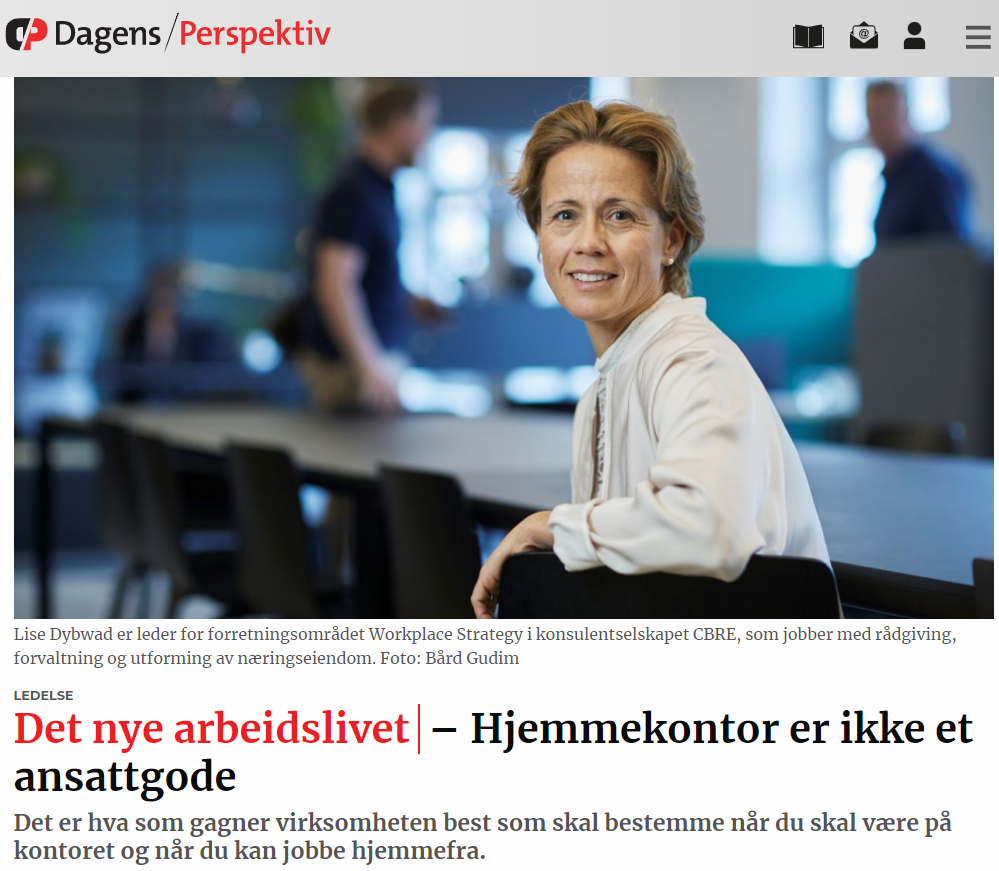 Dagens/Perspektiv
@
Lise Dybwad er leder for forretningsområdet Workplace Strategy i konsulentselskapet CBRE, som jobber med rådgiving,
forvaltning og utforming av næringseiendom. Foto: Bård Gudim
LEDELSE
Det nye arbeidslivet | – Hjemmekontor er ikke et
ansattgode
Det er hva som gagner virksomheten best som skal bestemme når du skal være på
kontoret og når du kan jobbe hjemmefra.